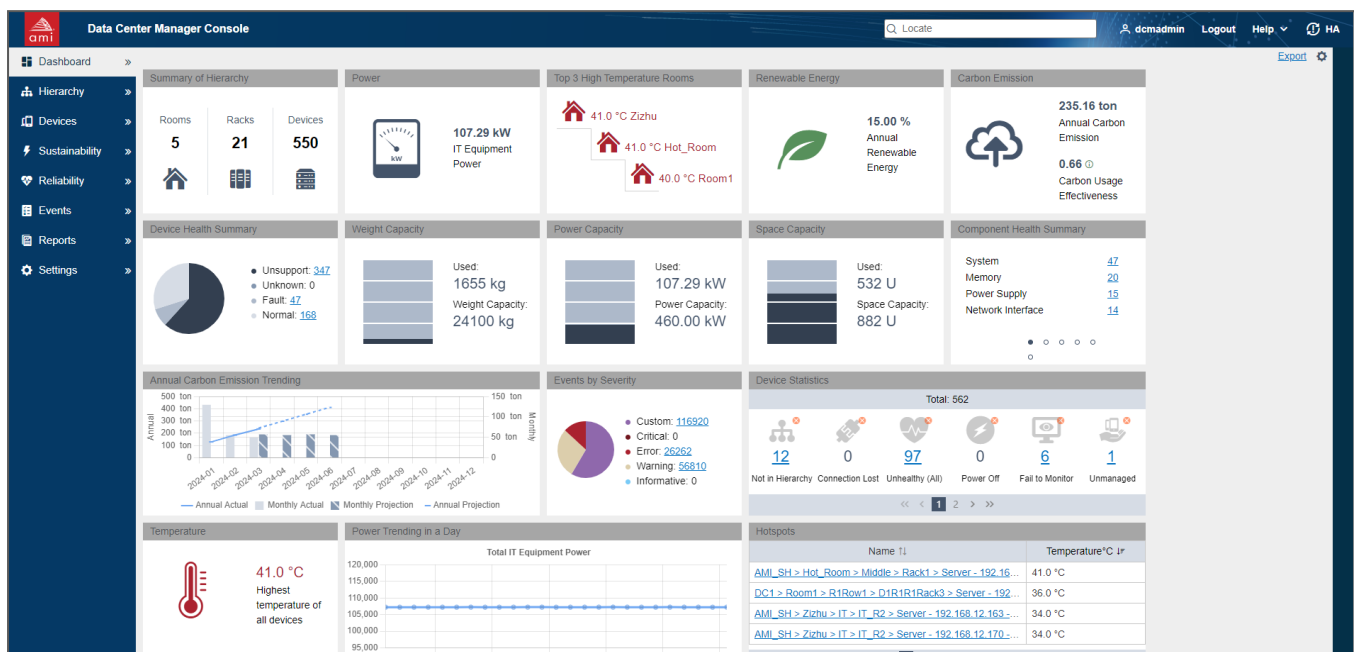 ami
Data Center Manager Console
Locate
dcmadmin
Logout
Help
HA
Dashboard
Hierarchy
Devices
Sustainability
Reliability
Events
Reports
Settings
Export
Summary of Hierarchy
Rooms Racks Devices
5 21 550
Power
kW
107.29 kW
IT Equipment
Power
Top 3 High Temperature Rooms
41.0 °C Zizhu
41.0 °C Hot_Room
40.0 °C Room1
Renewable Energy
15.00 %
Annual
Renewable
Energy
Carbon Emission
235.16 ton
Annual Carbon
Emission
0.66
Carbon Usage
Effectiveness
Device Health Summary
Unsupport: 347
Unknown: 0
Fault: 47
Normal: 168
Weight Capacity
Used:
1655 kg
Weight Capacity:
24100 kg
Power Capacity
Used:
107.29 kW
Power Capacity:
460.00 kW
Space Capacity
Used:
532 U
Space Capacity:
882 U
Component Health Summary
System 47
Memory 20
Power Supply 15
Network Interface 14
Annual Carbon Emission Trending
Annual
500 ton
400 ton
300 ton
200 ton
100 ton
0
150 ton
100 ton
50 ton
0
Monthly
2024-01 2024-02 2024-03 2024-04 2024-05 2024-06 2024-07 2024-08 2024-09 2024-10 2024-11 2024-12
Annual Actual Monthly Actual Monthly Projection Annual Projection
Events by Severity
Custom: 116920
Critical: 0
Error: 26262
Warning: 56810
Informative: 0
Device Statistics
Total: 562
12 0 97 0 6 1
Not in Hierarchy Connection Lost Unhealthy (All) Power Off Fail to Monitor Unmanaged
1 2
Temperature
41.0 °C
Highest
temperature of
all devices
Power Trending in a Day
Total IT Equipment Power
120,000
115,000
110,000
105,000
100,000
95,000
Hotspots
Name Temperature°C
AMI_SH > Hot_Room > Middle > Rack1 > Server - 192.16... 41.0 °C
DC1 > Room1 > R1Row1 > D1R1R1Rack3 > Server - 192... 36.0 °C
AMI_SH > Zizhu > IT > IT_R2 > Server - 192.168.12.163 -... 34.0 °C
AMI_SH > Zizhu > IT > IT_R2 > Server - 192.168.12.170 -... 34.0 °C